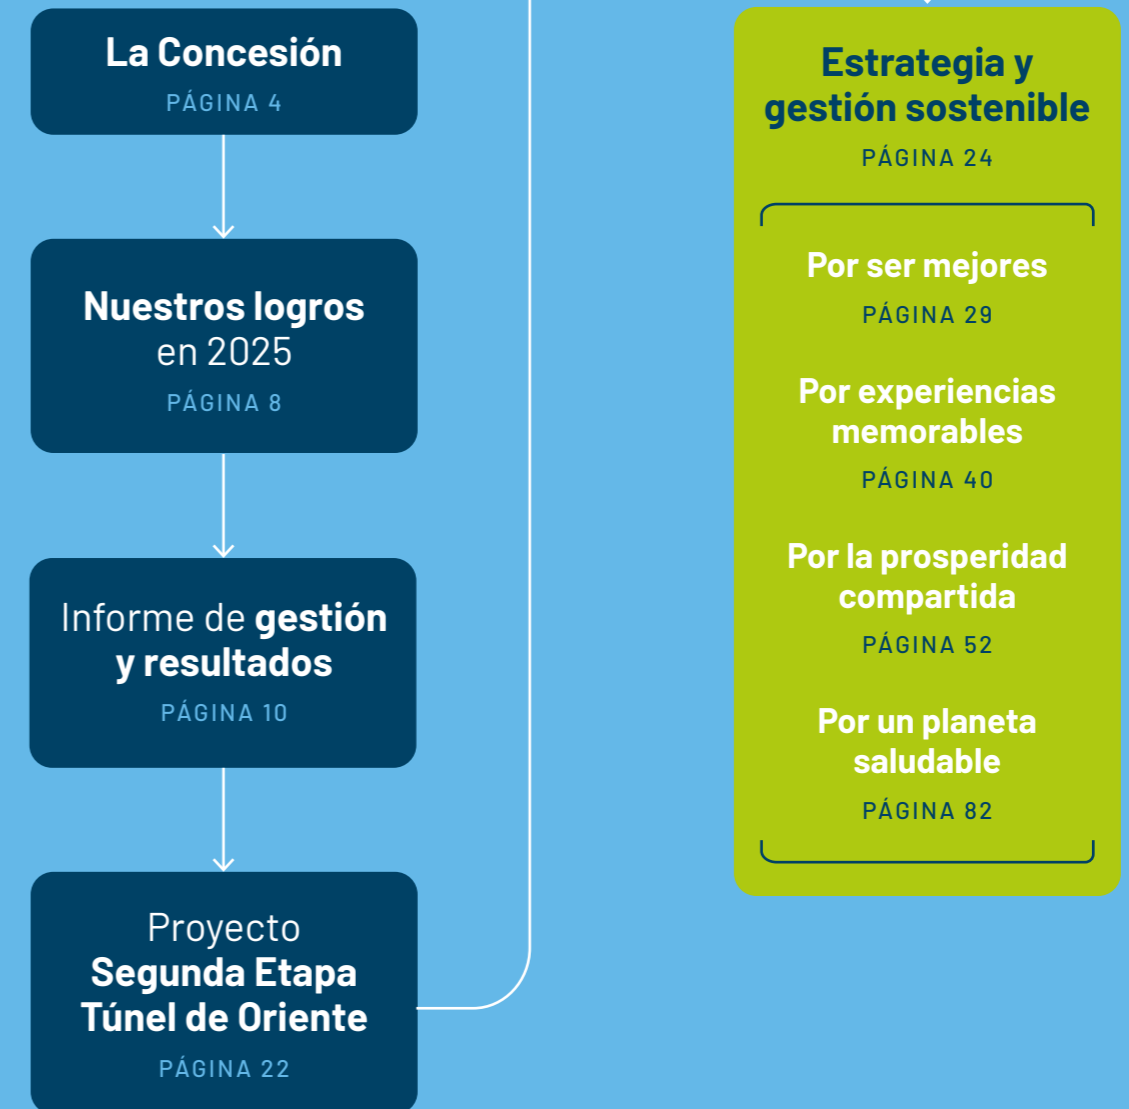 La Concesión
PÁGINA 4
Nuestros logros
en 2025
PÁGINA 8
Informe de gestión
y resultados
PÁGINA 10
Proyecto
Segunda Etapa
Túnel de Oriente
PÁGINA 22
Estrategia y
gestión sostenible
PÁGINA 24
Por ser mejores
PÁGINA 29
Por experiencias
memorables
PÁGINA 40
Por la prosperidad
compartida
PÁGINA 52
Por un planeta
saludable
PÁGINA 82